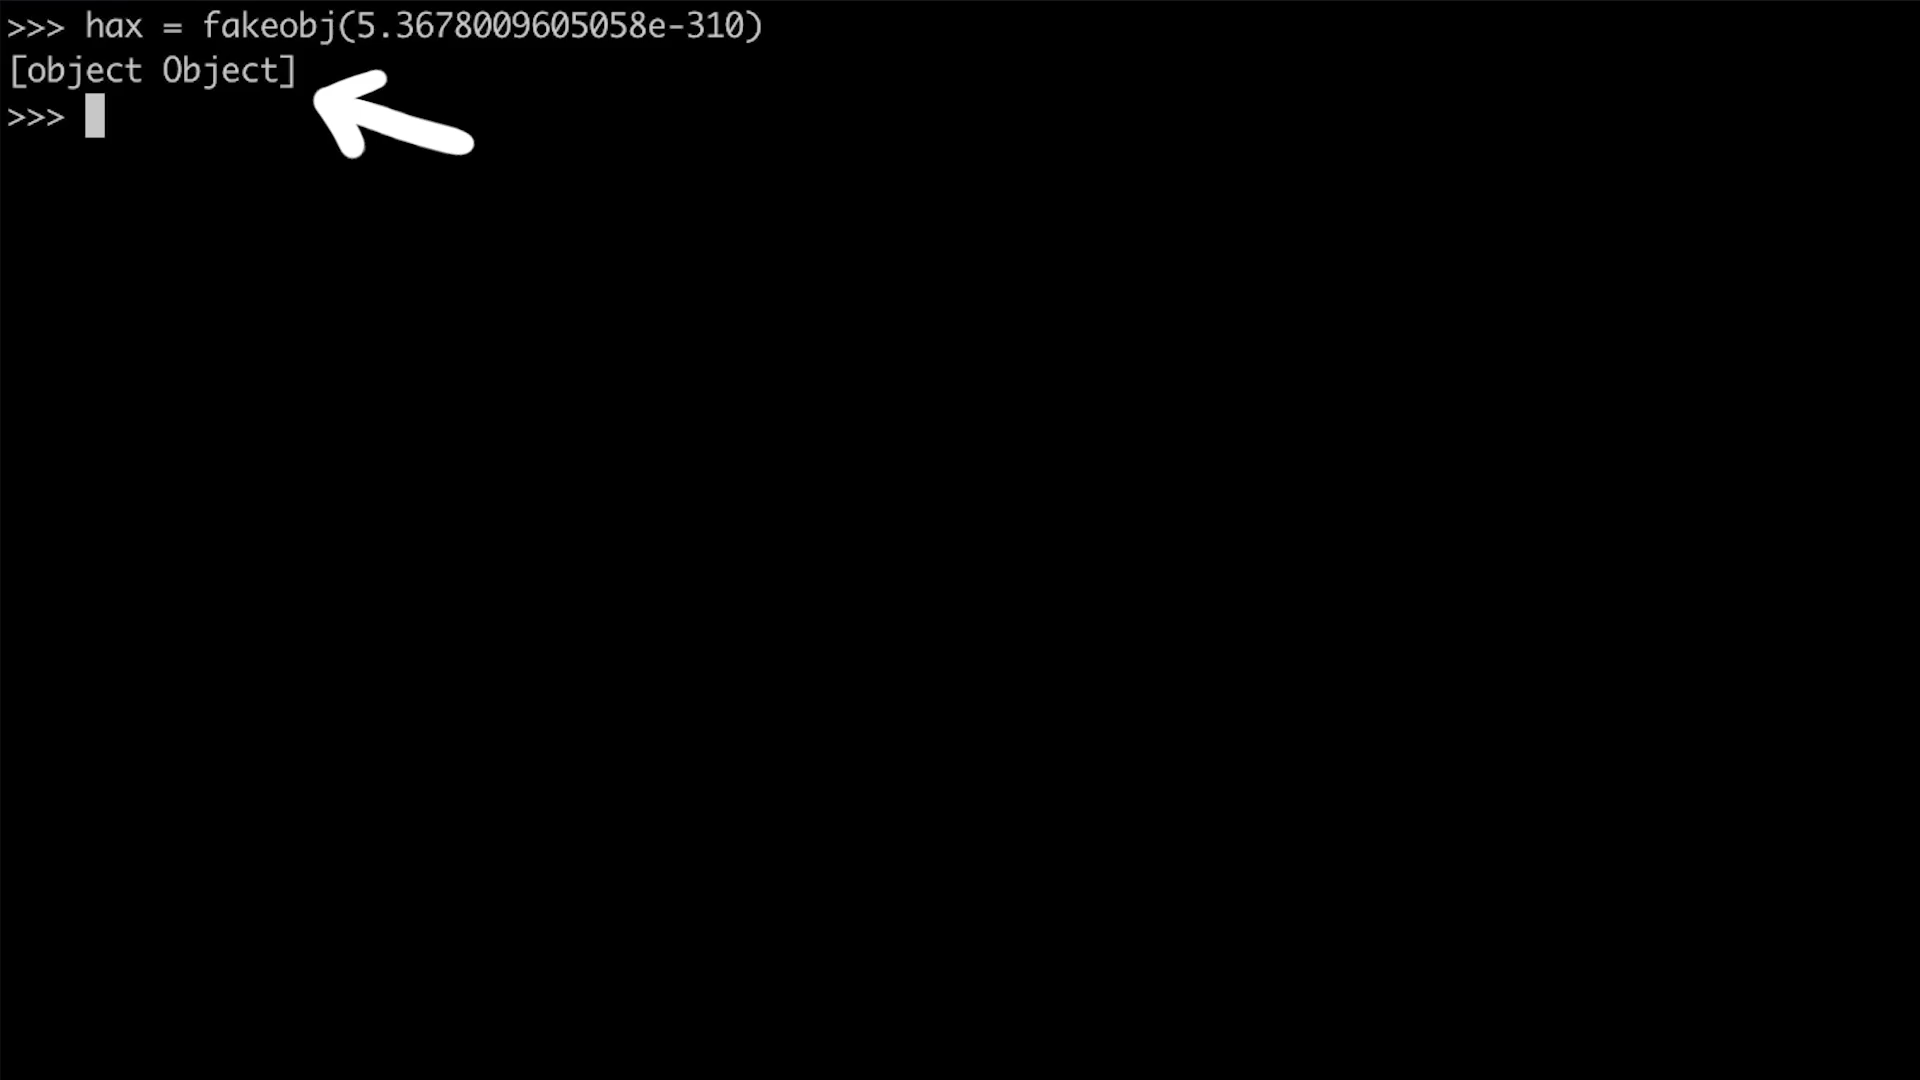 >>> hax = fakeobj(5.3678009605058e-310)
[object Object]
>>>